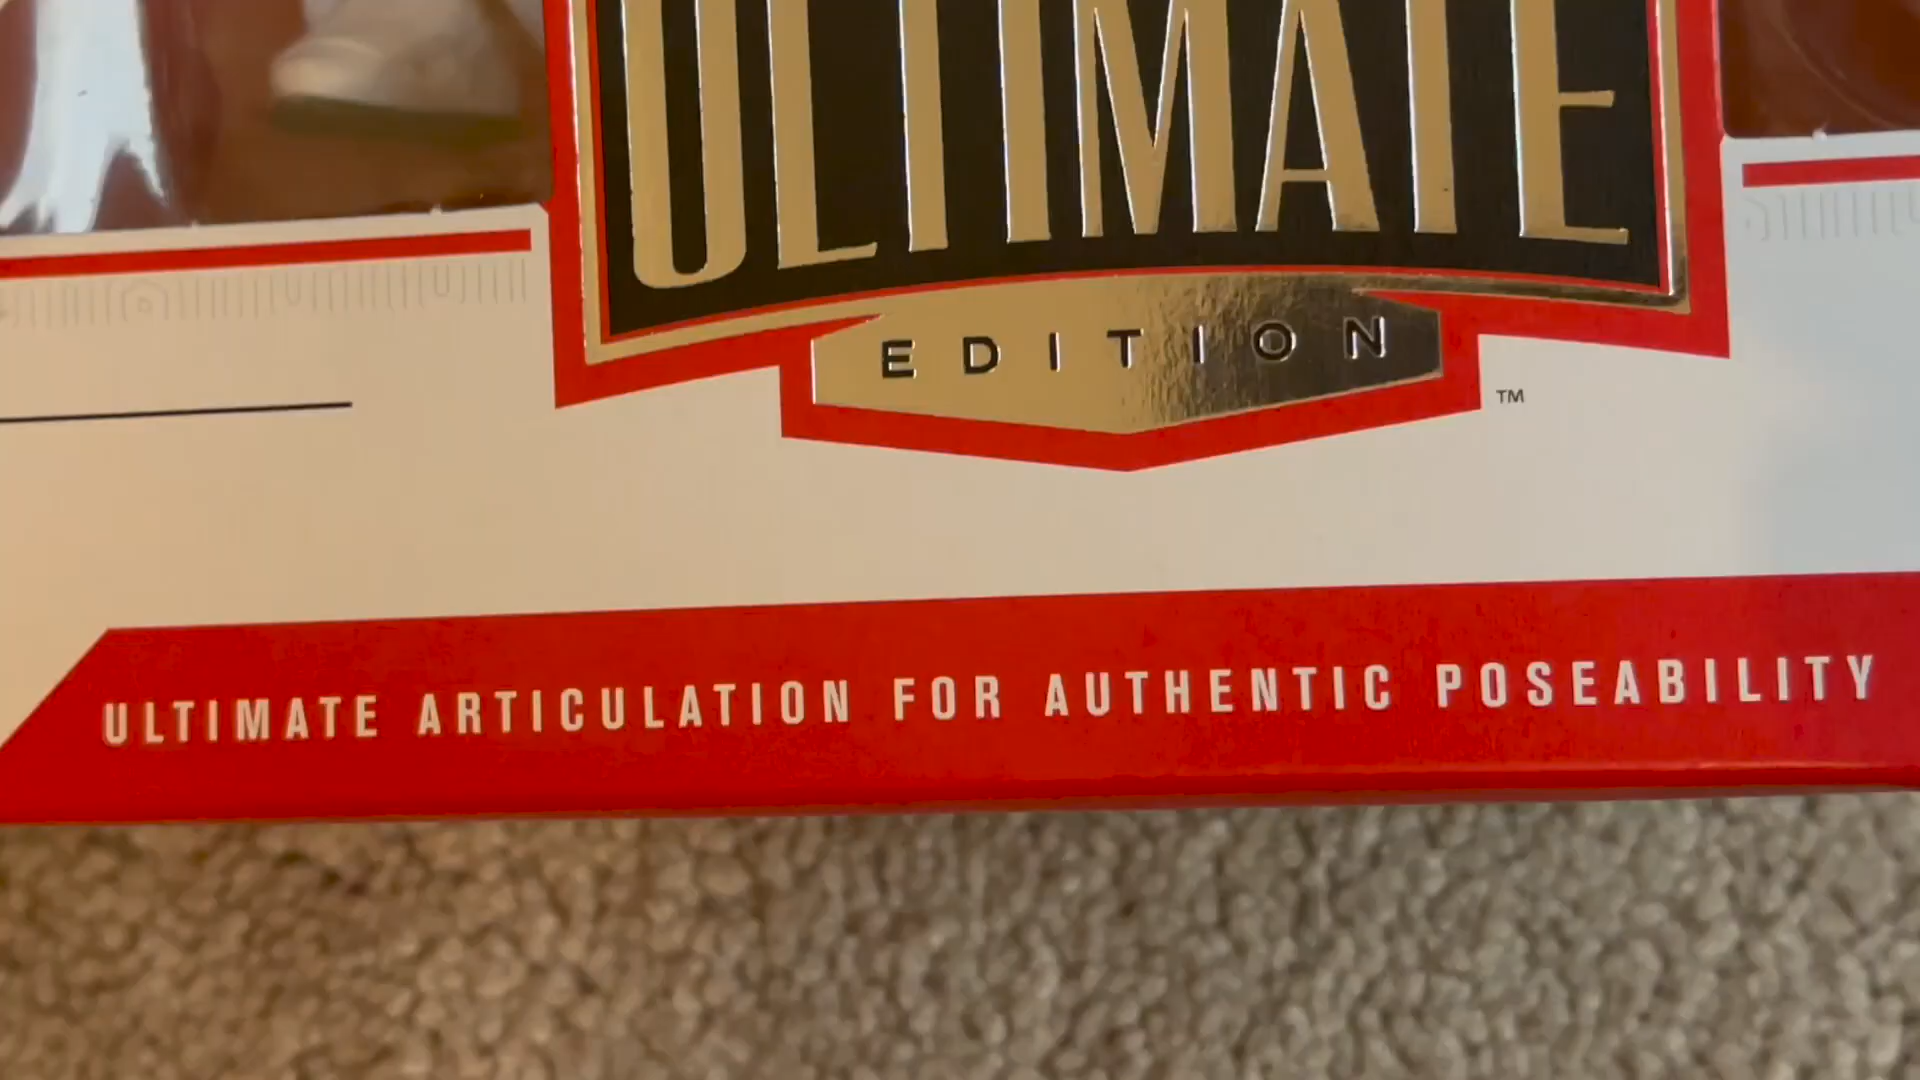 ULTIMATE
EDITION
TM
ULTIMATE ARTICULATION FOR AUTHENTIC POSEABILITY